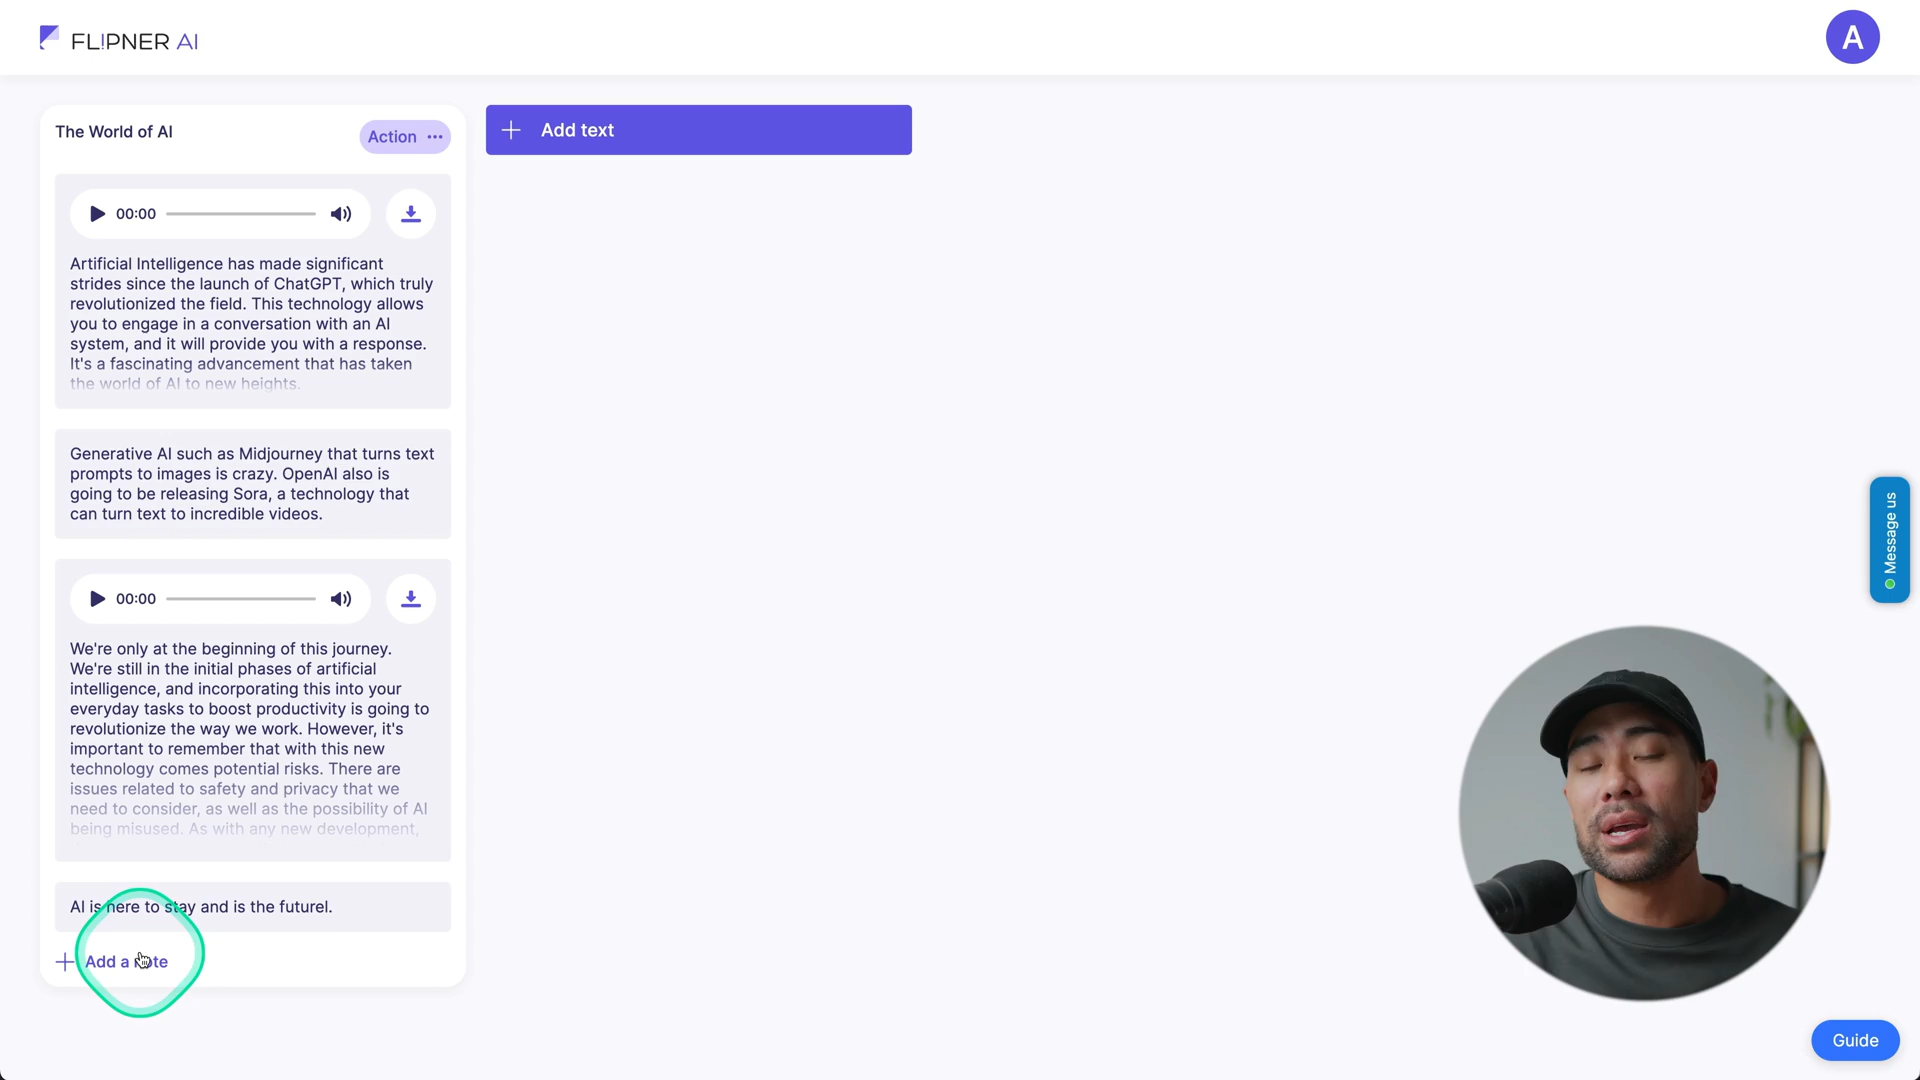 FL!PNER AI
A
The World of AI
Action ...
Add text
00:00
Artificial Intelligence has made significant
strides since the launch of ChatGPT, which truly
revolutionized the field. This technology allows
you to engage in a conversation with an AI
system, and it will provide you with a response.
It's a fascinating advancement that has taken
the world of AI to new heights.
Generative AI such as Midjourney that turns text
prompts to images is crazy. OpenAI also is
going to be releasing Sora, a technology that
can turn text to incredible videos.
00:00
We're only at the beginning of this journey.
We're still in the initial phases of artificial
intelligence, and incorporating this into your
everyday tasks to boost productivity is going to
revolutionize the way we work. However, it's
important to remember that with this new
technology comes potential risks. There are
issues related to safety and privacy that we
need to consider, as well as the possibility of AI
being misused. As with any new development,
AI is here to stay and is the futurel.
Add a note
Message us
Guide